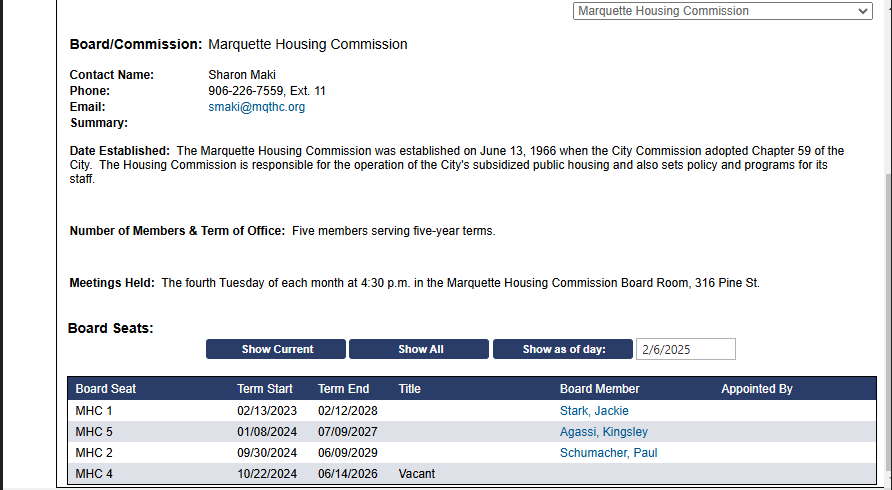 Marquette Housing Commission
Board/Commission: Marquette Housing Commission
Contact Name: Sharon Maki
Phone: 906-226-7559, Ext. 11
Email: smaki@mqthc.org
Summary:
Date Established: The Marquette Housing Commission was established on June 13, 1966 when the City Commission adopted Chapter 59 of the
City. The Housing Commission is responsible for the operation of the City's subsidized public housing and also sets policy and programs for its
staff.
Number of Members & Term of Office: Five members serving five-year terms.
Meetings Held: The fourth Tuesday of each month at 4:30 p.m. in the Marquette Housing Commission Board Room, 316 Pine St.
Board Seats:
Show Current Show All Show as of day: 2/6/2025
Board Seat Term Start Term End Title Board Member Appointed By
MHC 1 02/13/2023 02/12/2028 Stark, Jackie
MHC 5 01/08/2024 07/09/2027 Agassi, Kingsley
MHC 2 09/30/2024 06/09/2029 Schumacher, Paul
MHC 4 10/22/2024 06/14/2026 Vacant